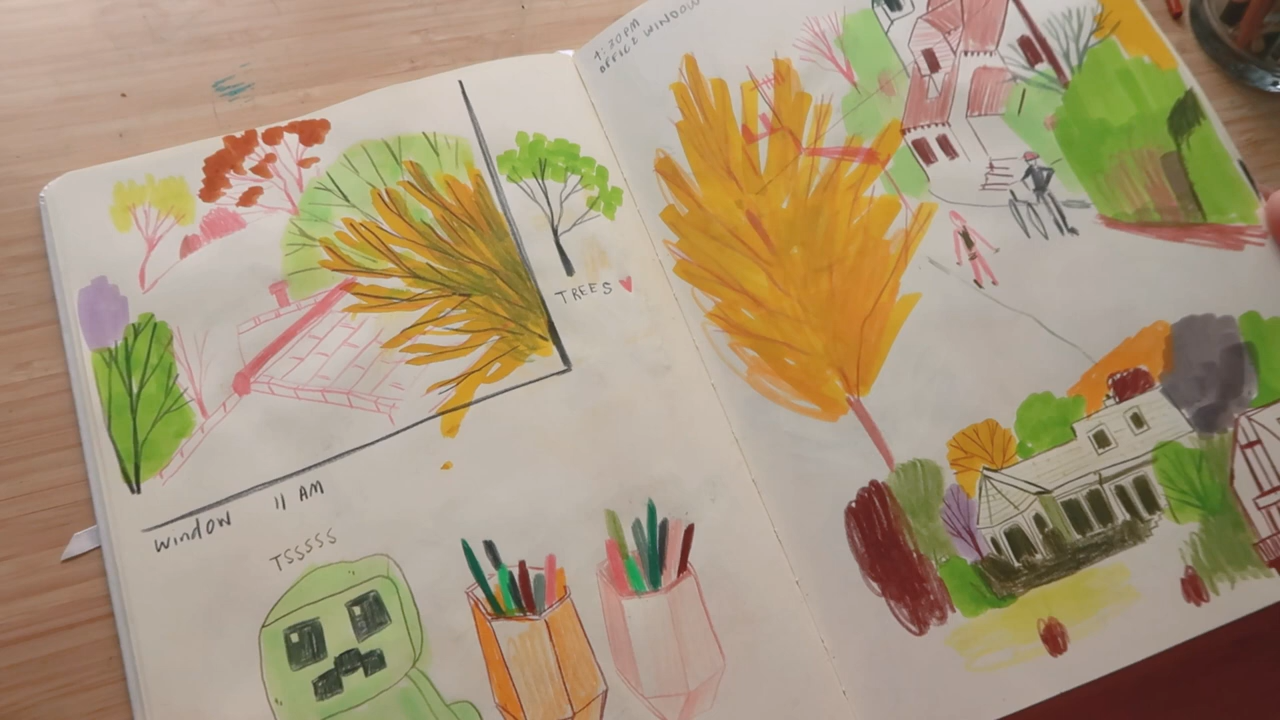 TREES
WINDOW 11 AM
TSSSSS
4:30PM
OFFICE WINDOW